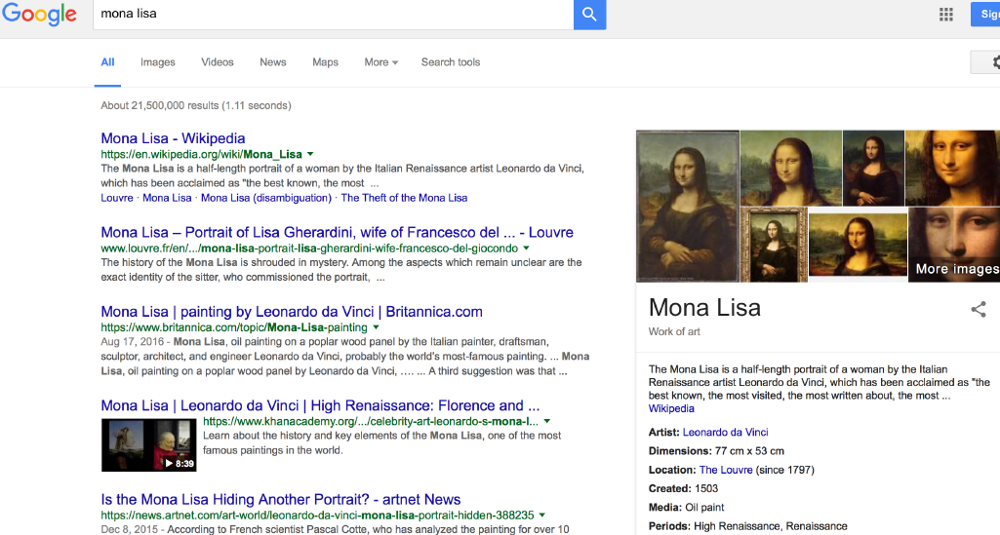 Google
mona lisa
Sig
All Images Videos News Maps More Search tools
About 21,500,000 results (1.11 seconds)
Mona Lisa - Wikipedia
https://en.wikipedia.org/wiki/Mona_Lisa
The Mona Lisa is a half-length portrait of a woman by the Italian Renaissance artist Leonardo da Vinci,
which has been acclaimed as "the best known, the most ...
Louvre · Mona Lisa · Mona Lisa (disambiguation) · The Theft of the Mona Lisa
Mona Lisa – Portrait of Lisa Gherardini, wife of Francesco del ... - Louvre
www.louvre.fr/en/.../mona-lisa-portrait-lisa-gherardini-wife-francesco-del-giocondo
The history of the Mona Lisa is shrouded in mystery. Among the aspects which remain unclear are the
exact identity of the sitter, who commissioned the portrait, ...
Mona Lisa | painting by Leonardo da Vinci | Britannica.com
https://www.britannica.com/topic/Mona-Lisa-painting
Aug 17, 2016 - Mona Lisa, oil painting on a poplar wood panel by the Italian painter, draftsman,
sculptor, architect, and engineer Leonardo da Vinci, probably the world's most-famous painting. ... Mona
Lisa, oil painting on a poplar wood panel by Leonardo da Vinci, .... ... A third suggestion was that ...
Mona Lisa | Leonardo da Vinci | High Renaissance: Florence and ...
https://www.khanacademy.org/.../celebrity-art-leonardo-s-mona-l...
Learn about the history and key elements of the Mona Lisa, one of the most
famous paintings in the world.
8:39
Is the Mona Lisa Hiding Another Portrait? - artnet News
https://news.artnet.com/art-world/leonardo-da-vinci-mona-lisa-portrait-hidden-388235
Dec 8, 2015 - According to French scientist Pascal Cotte, who has analyzed the painting for over 10
More images
Mona Lisa
Work of art
The Mona Lisa is a half-length portrait of a woman by the Italian
Renaissance artist Leonardo da Vinci, which has been acclaimed as "the
best known, the most visited, the most written about, the most ...
Wikipedia
Artist: Leonardo da Vinci
Dimensions: 77 cm x 53 cm
Location: The Louvre (since 1797)
Created: 1503
Media: Oil paint
Periods: High Renaissance, Renaissance